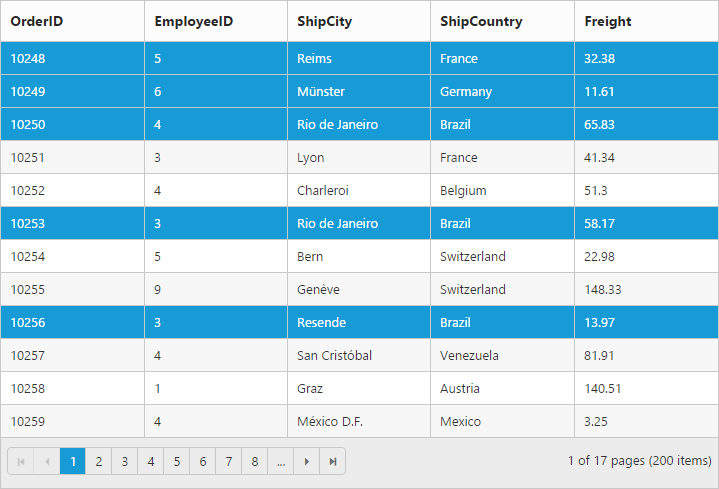 OrderID EmployeeID ShipCity ShipCountry Freight
10248 5 Reims France 32.38
10249 6 Münster Germany 11.61
10250 4 Rio de Janeiro Brazil 65.83
10251 3 Lyon France 41.34
10252 4 Charleroi Belgium 51.3
10253 3 Rio de Janeiro Brazil 58.17
10254 5 Bern Switzerland 22.98
10255 9 Genève Switzerland 148.33
10256 3 Resende Brazil 13.97
10257 4 San Cristóbal Venezuela 81.91
10258 1 Graz Austria 140.51
10259 4 México D.F. Mexico 3.25
1 2 3 4 5 6 7 8 ... 1 of 17 pages (200 items)